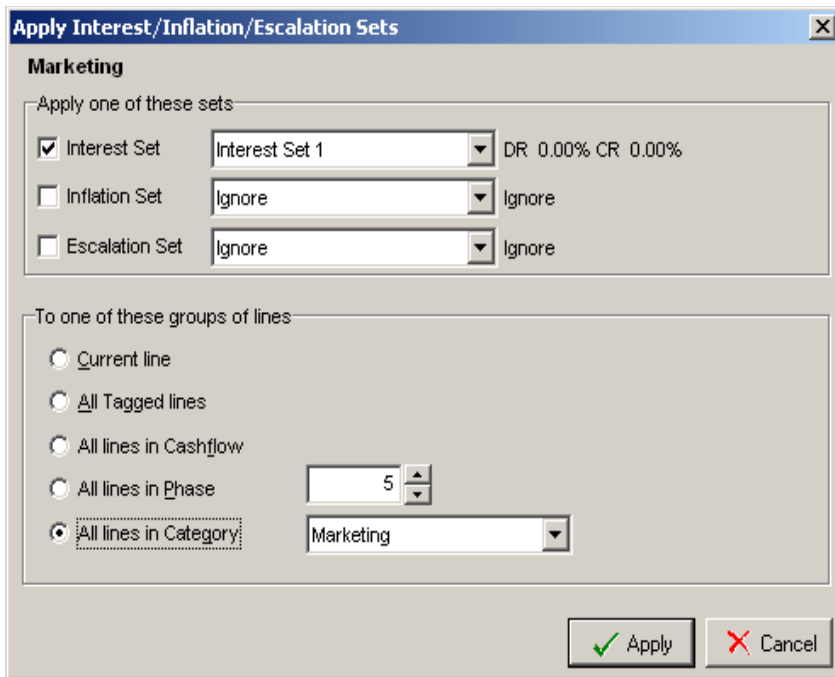 Apply Interest/Inflation/Escalation Sets
Marketing
Apply one of these sets
Interest Set Interest Set 1 DR 0.00% CR 0.00%
Inflation Set Ignore Ignore
Escalation Set Ignore Ignore
To one of these groups of lines
Current line
All Tagged lines
All lines in Cashflow
All lines in Phase 5
All lines in Category Marketing
Apply Cancel